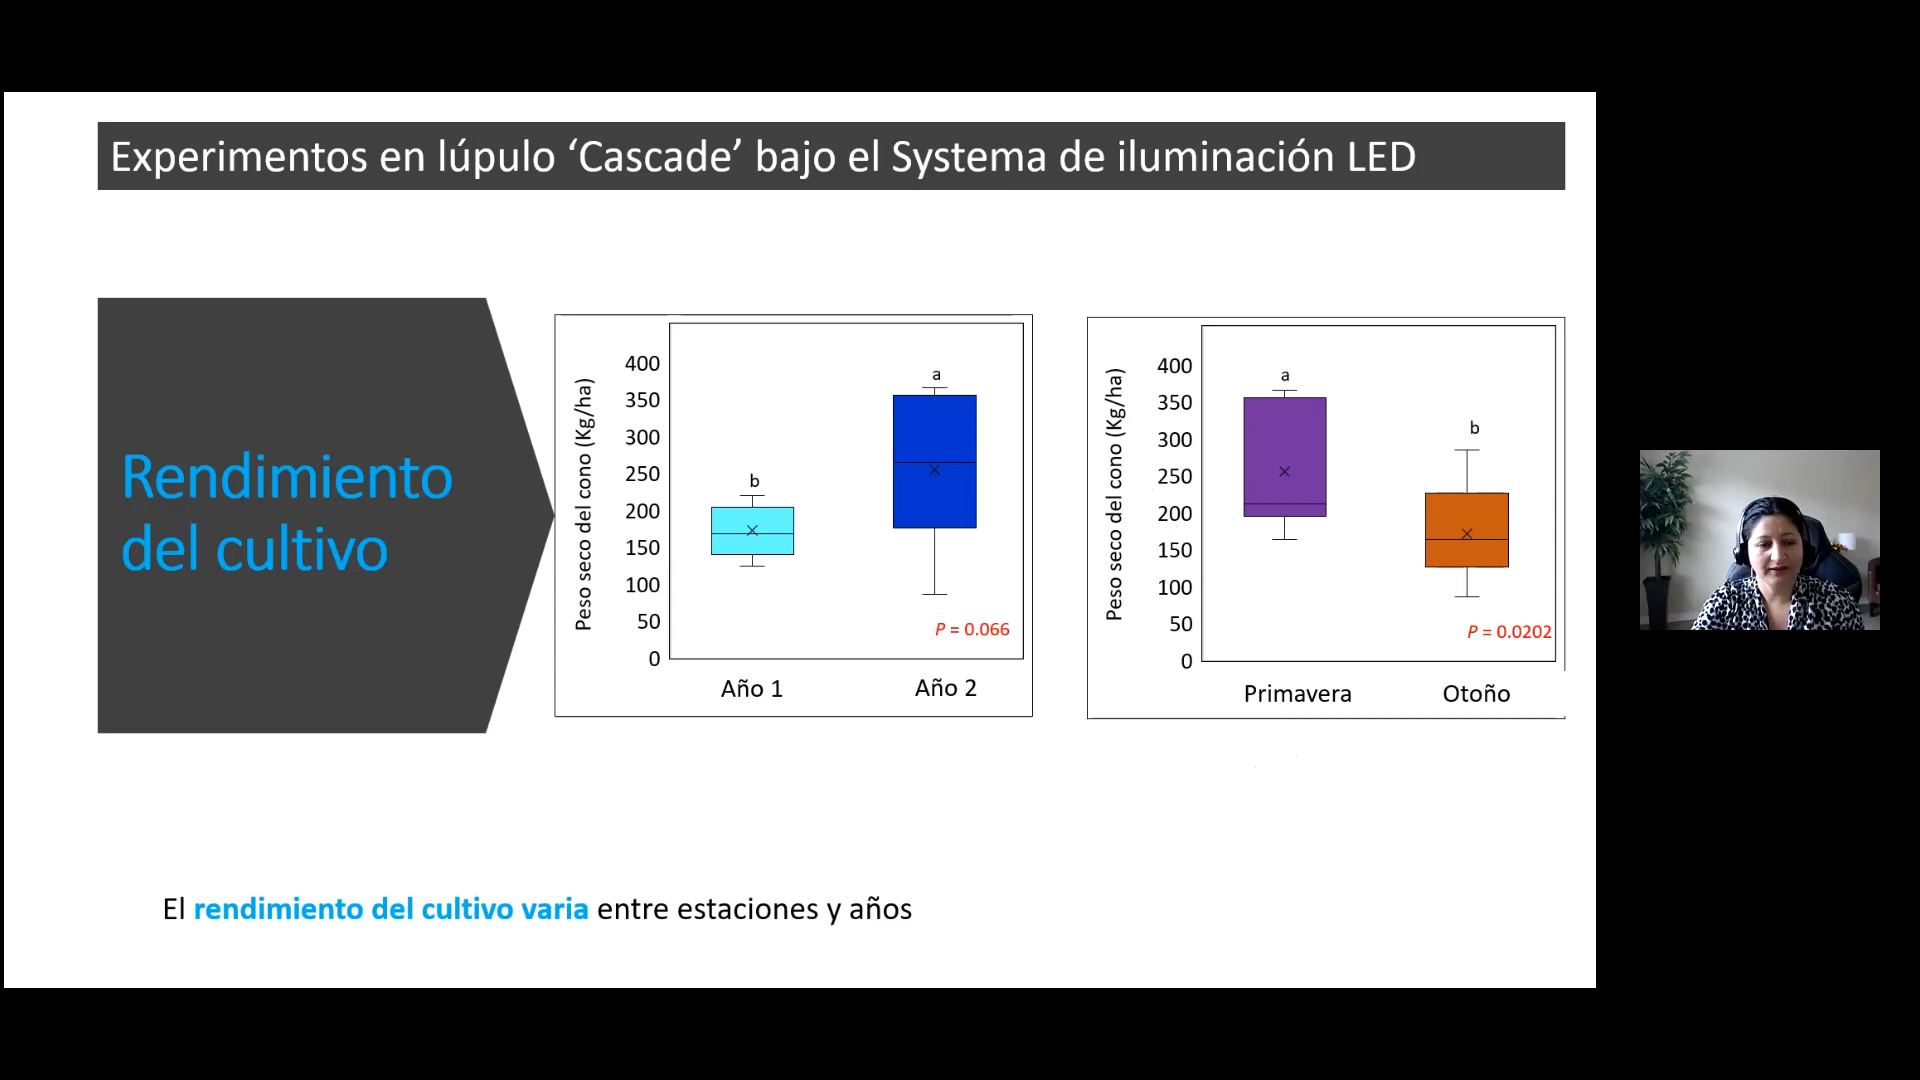 Experimentos en lúpulo ‘Cascade’ bajo el Systema de iluminación LED
Rendimiento
del cultivo
Peso seco del cono (Kg/ha)
400
350
300
250
200
150
100
50
0
b
a
P = 0.066
Año 1
Año 2
Peso seco del cono (Kg/ha)
400
350
300
250
200
150
100
50
0
a
b
P = 0.0202
Primavera
Otoño
El rendimiento del cultivo varia entre estaciones y años